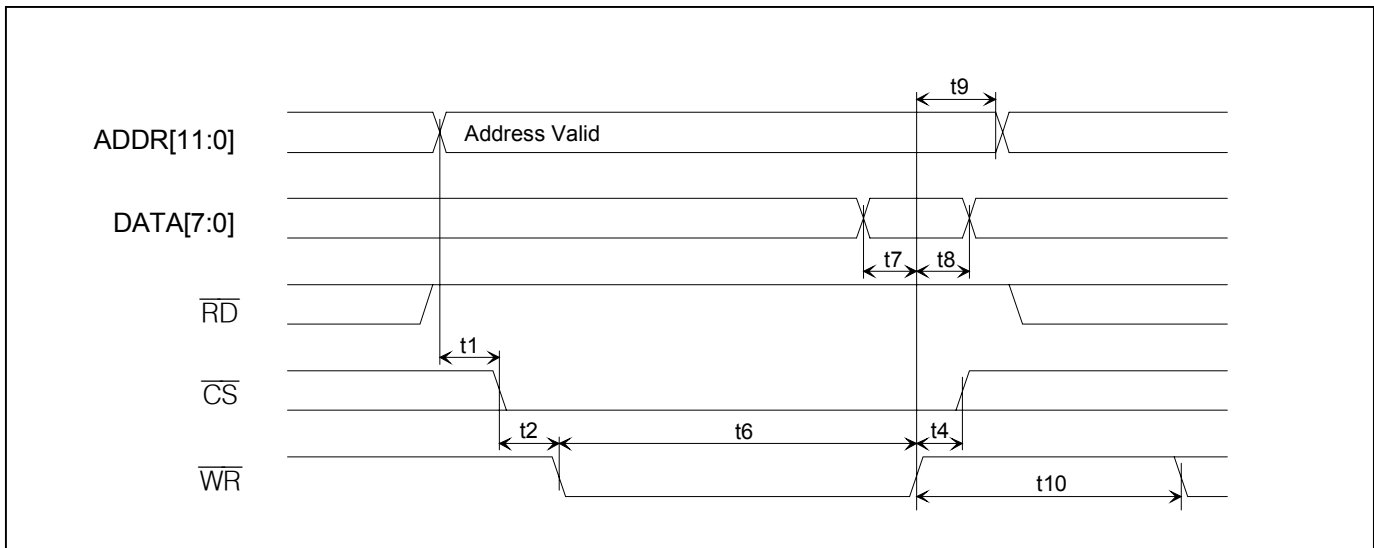 t9
ADDR[11:0] Address Valid
DATA[7:0]
t7 t8
RD
t1
CS
t2 t6 t4
WR
t10